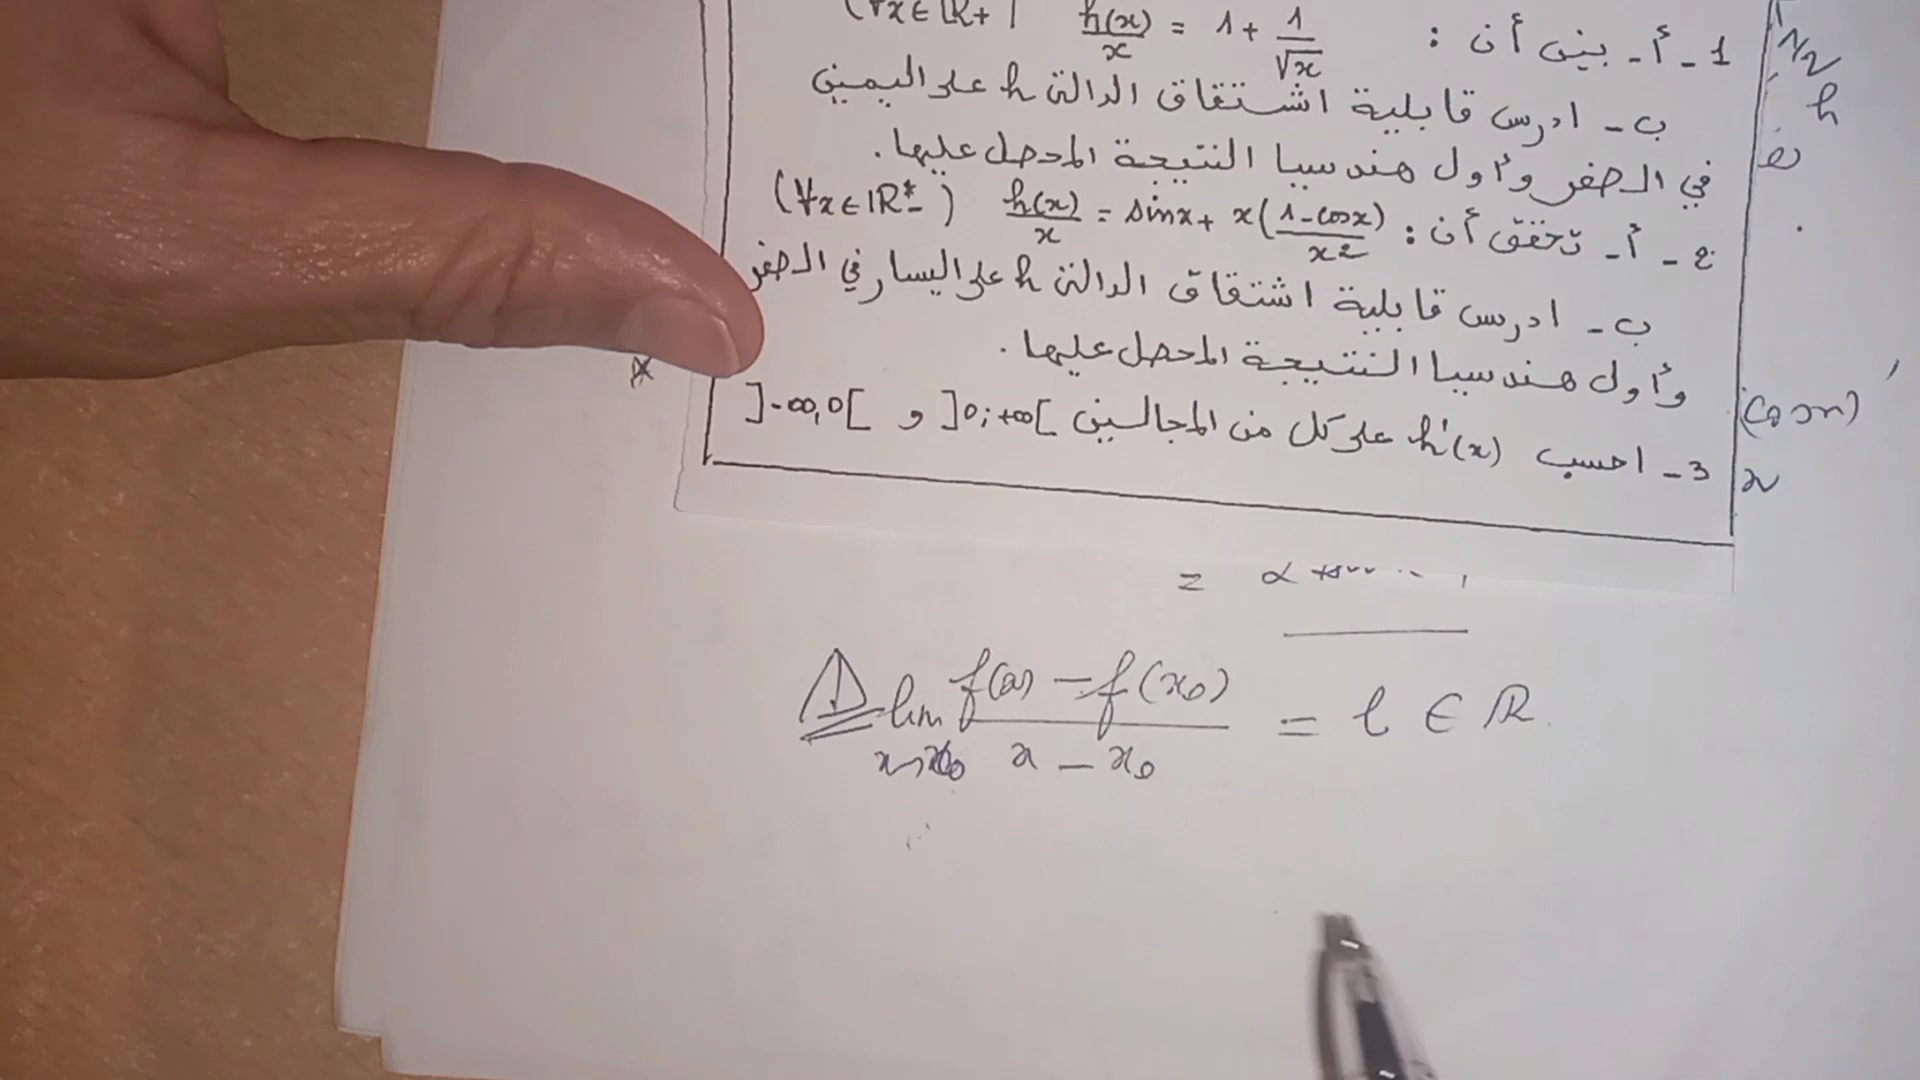 1 - أ - بين أن : h(x)/x = 1 + 1/√x (∀x∈ℝ+
ب - ادرس قابلية اشتقاق الدالة h على اليمين
في الصفر وأول هندسيا النتيجة المحصل عليها .
2 - أ - تحقق أن : h(x)/x = sinx + x(1-cosx/x²) (∀x∈ℝ*₋)
ب - ادرس قابلية اشتقاق الدالة h على اليسار في الصفر
وأول هندسيا النتيجة المحصل عليها .
3 - احسب h'(x) على كل من المجالين ]0;+∞[ و ]-∞,0[
= α
lim x→x₀ f(x) - f(x₀) / x - x₀ = l ∈ ℝ.